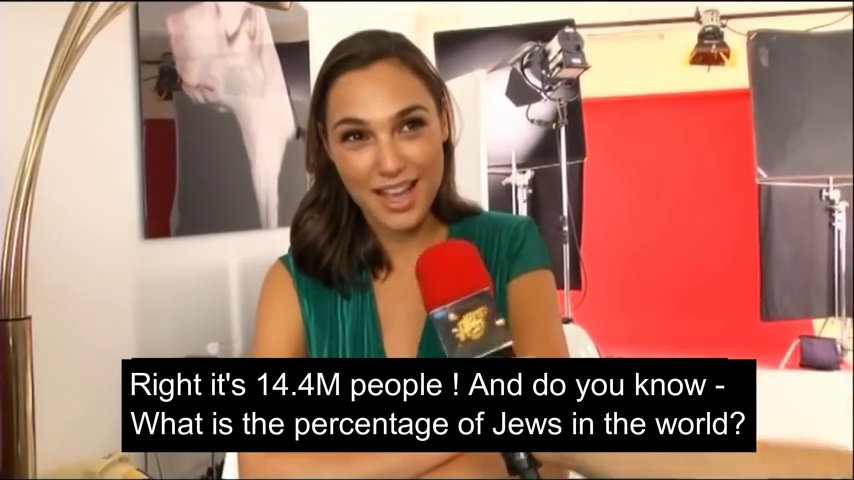 Right it's 14.4M people ! And do you know -
What is the percentage of Jews in the world?